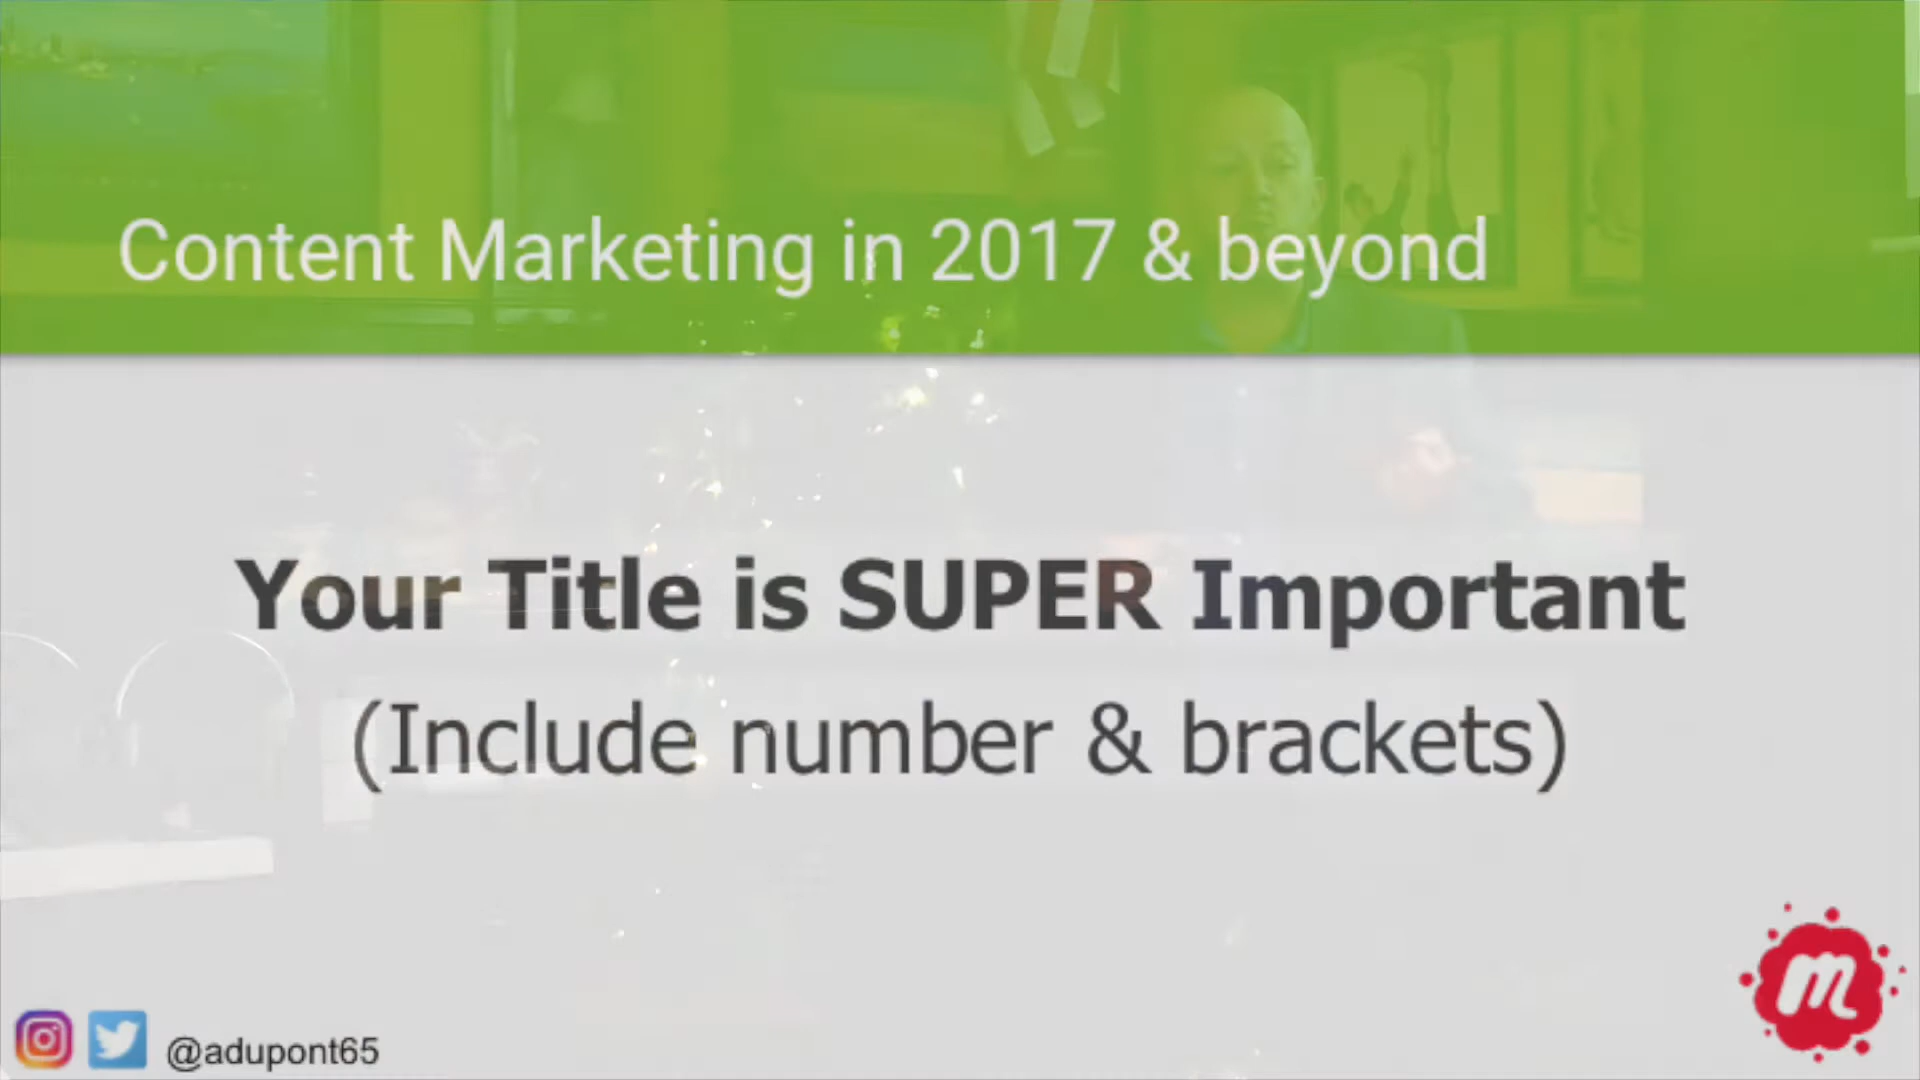 Content Marketing in 2017 & beyond
Your Title is SUPER Important
(Include number & brackets)
@adupont65
m